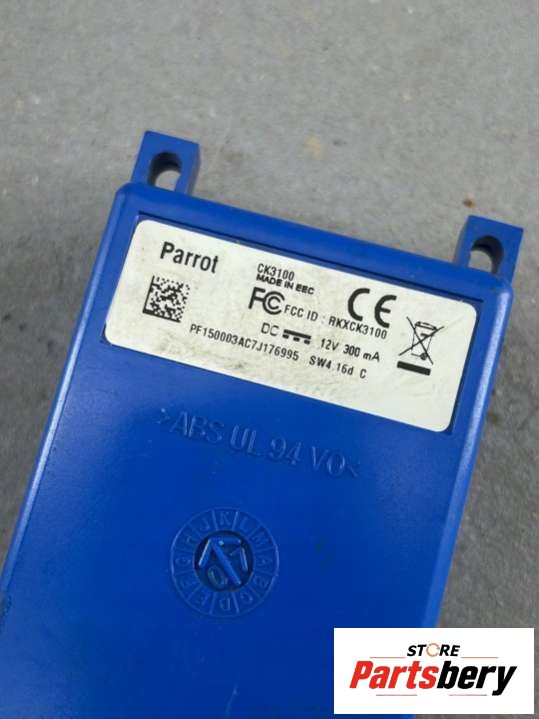 Parrot
CK3100
MADE IN EEC
FC CE
FCC ID : RKXCK3100
DC 12V 300 mA
PF150003AC7J176995 SW4.16d C
>ABS UL 94 V0<
STORE
Partsbery